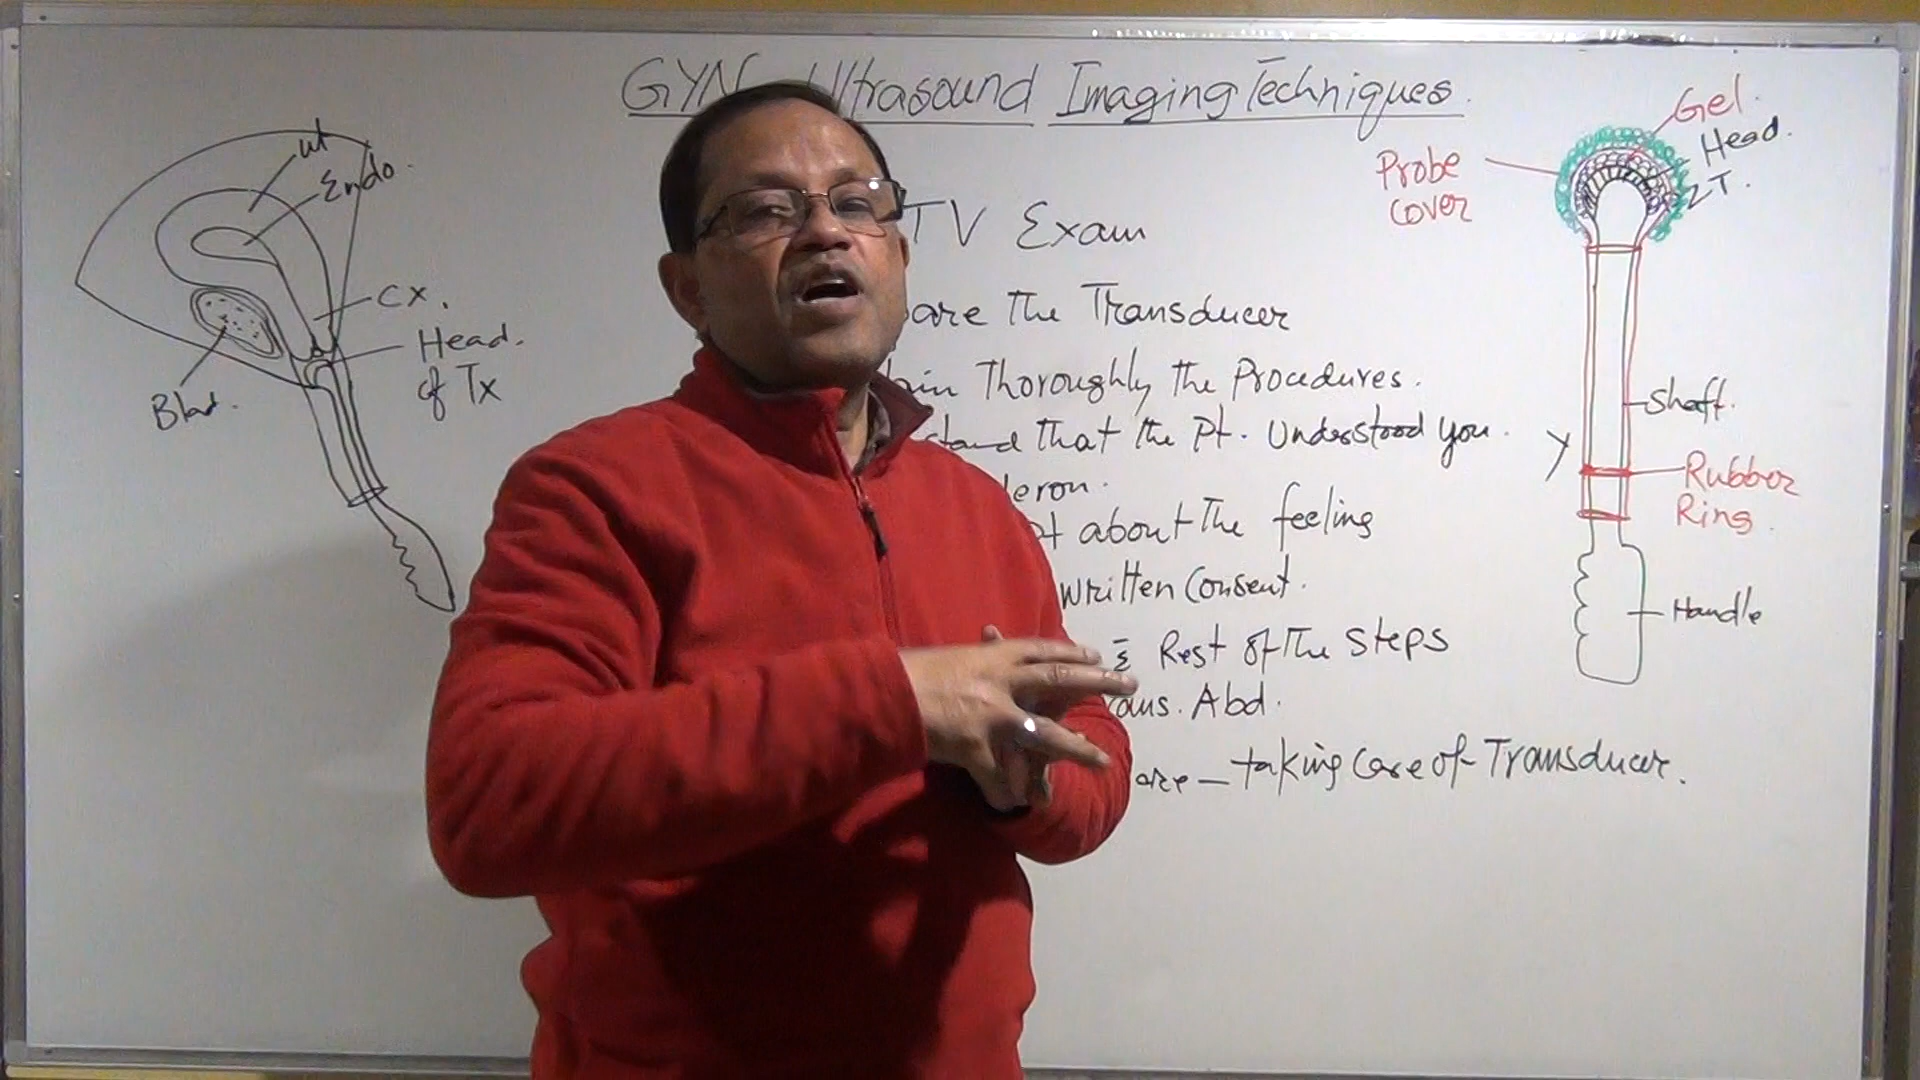 GYN Ultrasound Imaging Techniques.
TV Exam
the Transducer
Thoroughly the Procedures.
that the Pt. Understood you.
about the feeling
written Consent.
c̄ Rest of the Steps
Abd.
— taking Care of Transducer.
ut
Endo.
CX.
Head.
of Tx
Blad.
Gel.
Head.
Z-T.
Probe
Cover
Shaft.
Rubber
Ring.
Handle